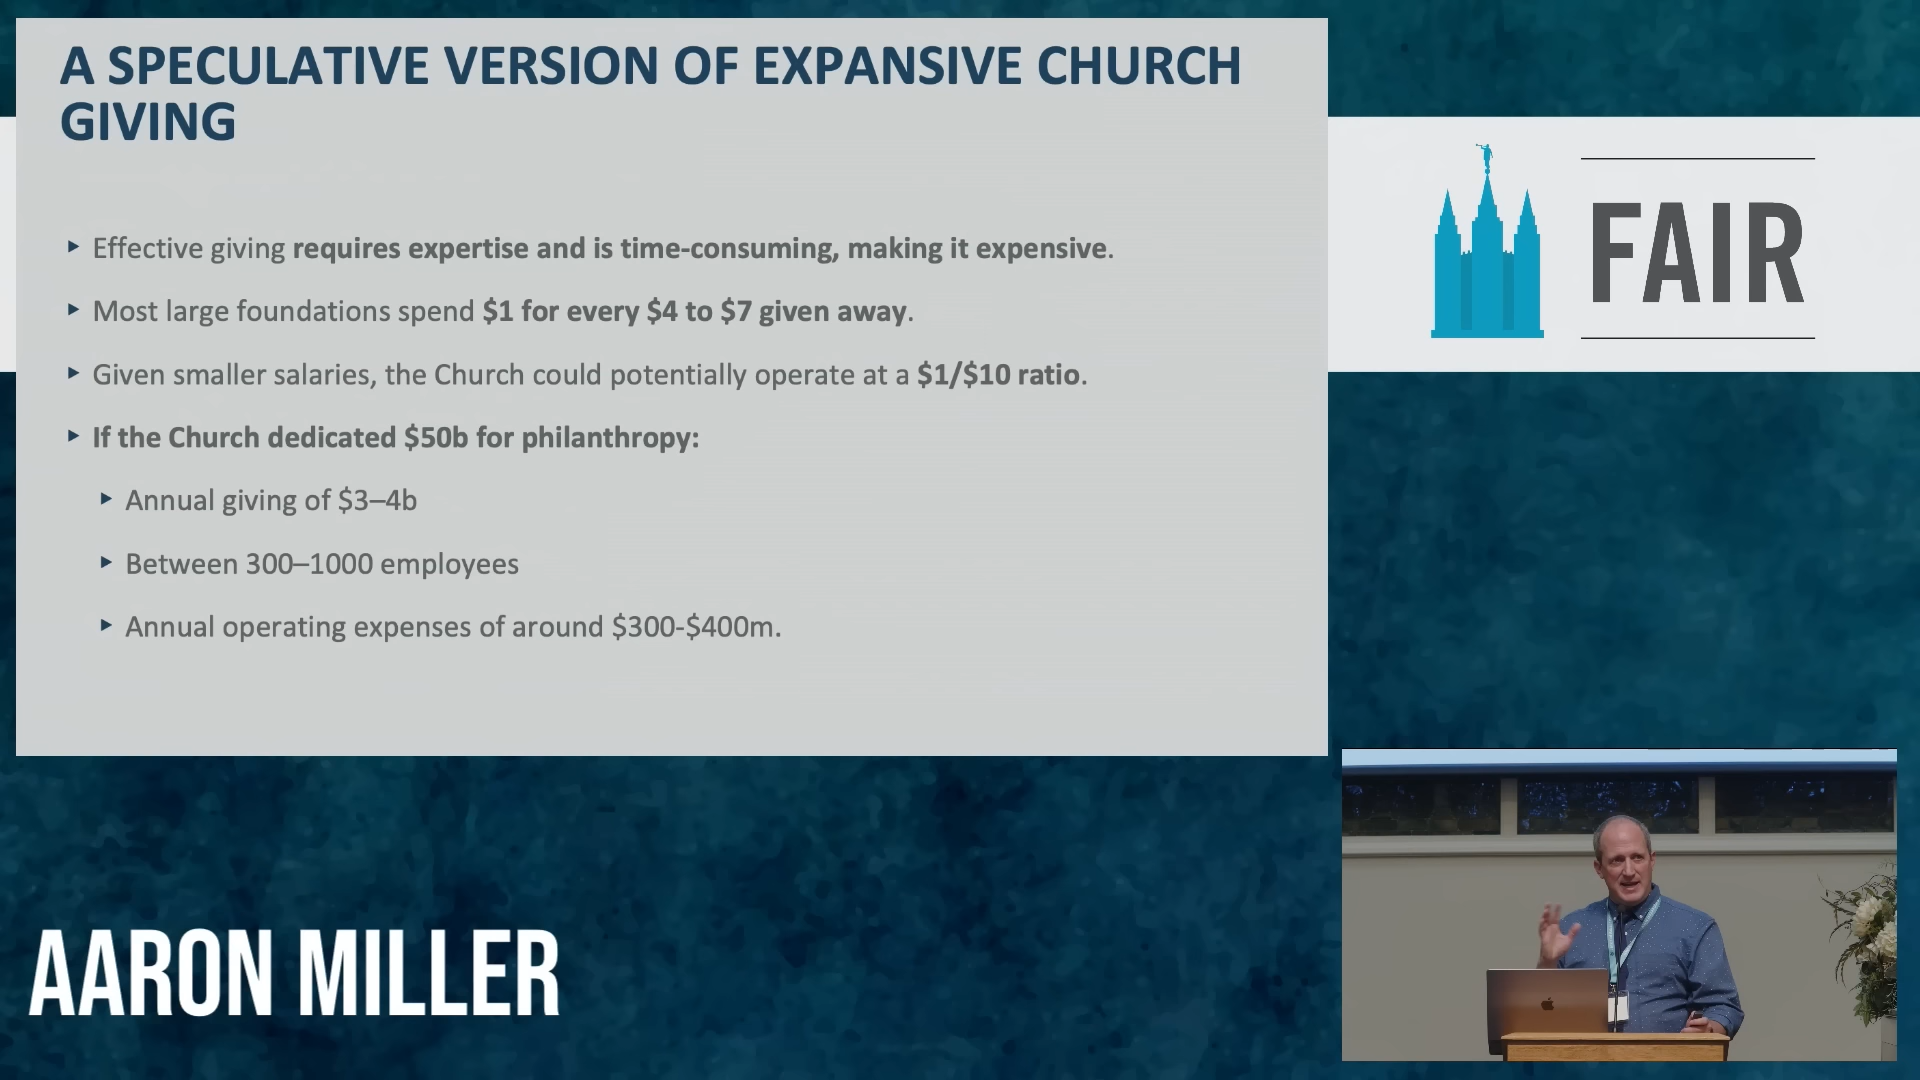 A SPECULATIVE VERSION OF EXPANSIVE CHURCH
GIVING
Effective giving requires expertise and is time-consuming, making it expensive.
Most large foundations spend $1 for every $4 to $7 given away.
Given smaller salaries, the Church could potentially operate at a $1/$10 ratio.
If the Church dedicated $50b for philanthropy:
Annual giving of $3–4b
Between 300–1000 employees
Annual operating expenses of around $300-$400m.
FAIR
AARON MILLER